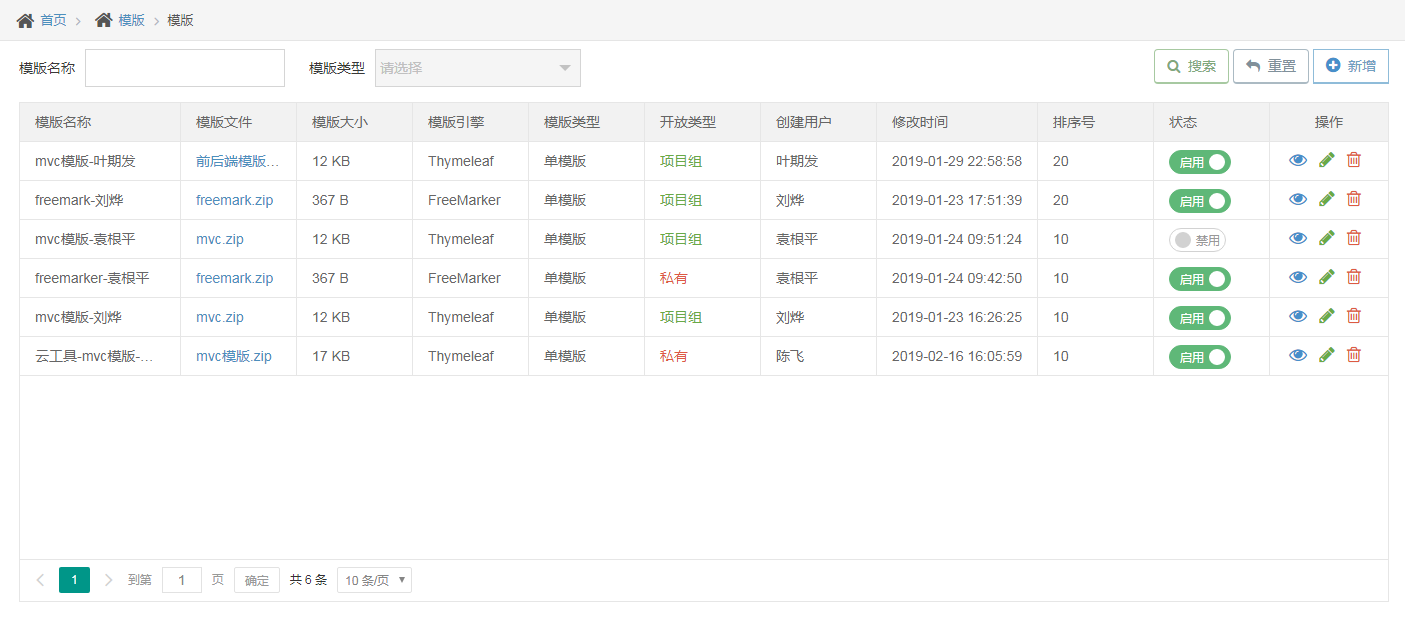 首页 模版 模版
模版名称 模版类型 请选择 搜索 重置 新增
模版名称 模版文件 模版大小 模版引擎 模版类型 开放类型 创建用户 修改时间 排序号 状态 操作
mvc模版-叶期发 前后端模版... 12 KB Thymeleaf 单模版 项目组 叶期发 2019-01-29 22:58:58 20 启用
freemark-刘烨 freemark.zip 367 B FreeMarker 单模版 项目组 刘烨 2019-01-23 17:51:39 20 启用
mvc模版-袁根平 mvc.zip 12 KB Thymeleaf 单模版 项目组 袁根平 2019-01-24 09:51:24 10 禁用
freemarker-袁根平 freemark.zip 367 B FreeMarker 单模版 私有 袁根平 2019-01-24 09:42:50 10 启用
mvc模版-刘烨 mvc.zip 12 KB Thymeleaf 单模版 项目组 刘烨 2019-01-23 16:26:25 10 启用
云工具-mvc模版-... mvc模版.zip 17 KB Thymeleaf 单模版 私有 陈飞 2019-02-16 16:05:59 10 启用
1 到第 1 页 确定 共 6 条 10 条/页